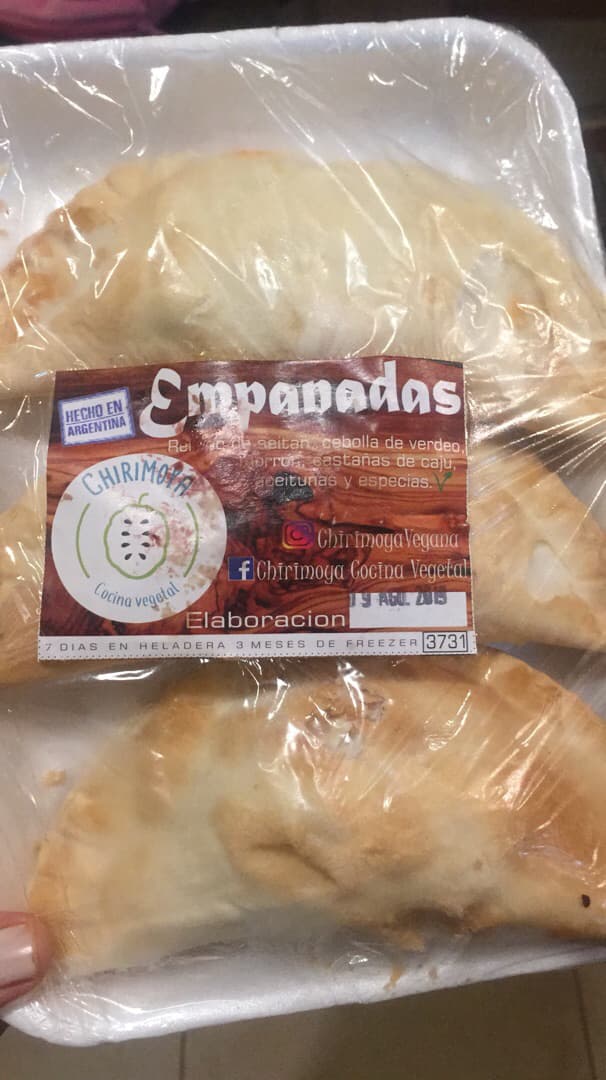 Empanadas
HECHO EN
ARGENTINA
de seitan, cebolla de verdeo,
castañas de caju,
aceitunas y especias.
CHIRIMOYA
Cocina vegetal
ChirimoyaVegana
Chirimoya Cocina Vegetal
Elaboracion 19 AGO. 2019
7 DIAS EN HELADERA 3 MESES DE FREEZER 3731